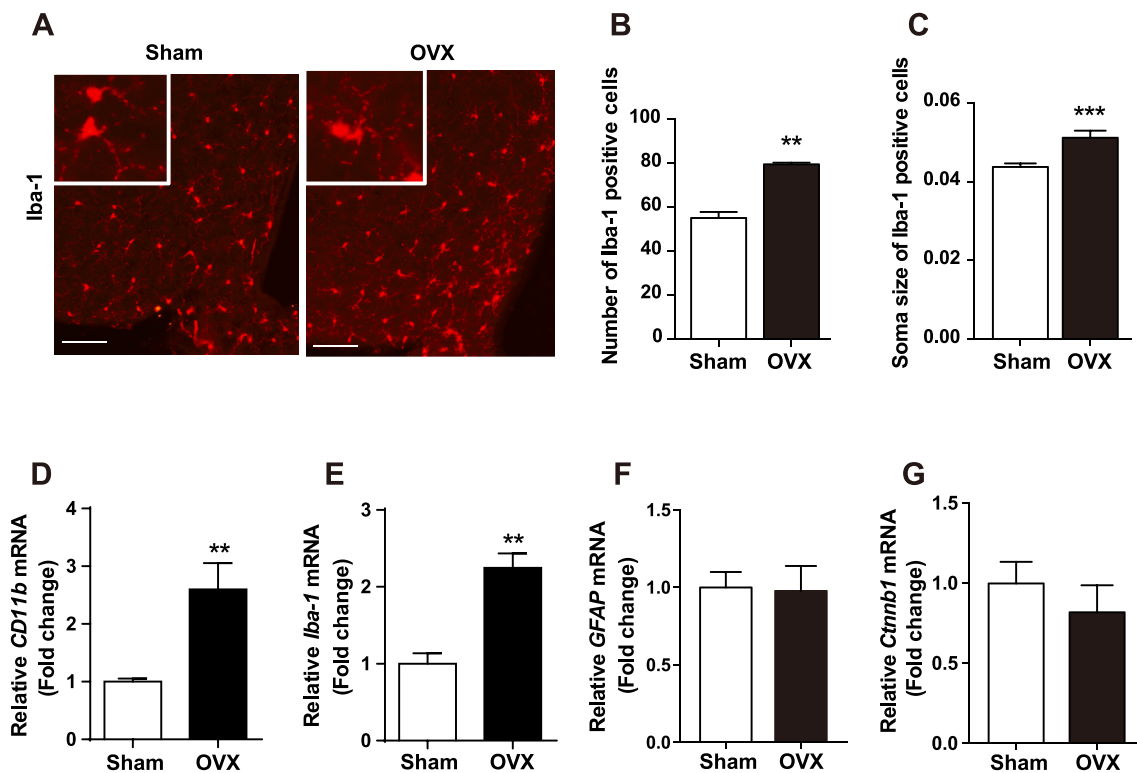 A
Sham
OVX
Iba-1
B
Number of Iba-1 positive cells
100
80
60
40
20
0
**
Sham
OVX
C
Soma size of Iba-1 positive cells
0.06
0.04
0.02
0.00
***
Sham
OVX
D
Relative CD11b mRNA
(Fold change)
4
3
2
1
0
**
Sham
OVX
E
Relative Iba-1 mRNA
(Fold change)
3
2
1
0
**
Sham
OVX
F
Relative GFAP mRNA
(Fold change)
1.5
1.0
0.5
0.0
Sham
OVX
G
Relative Ctnnb1 mRNA
(Fold change)
1.5
1.0
0.5
0.0
Sham
OVX